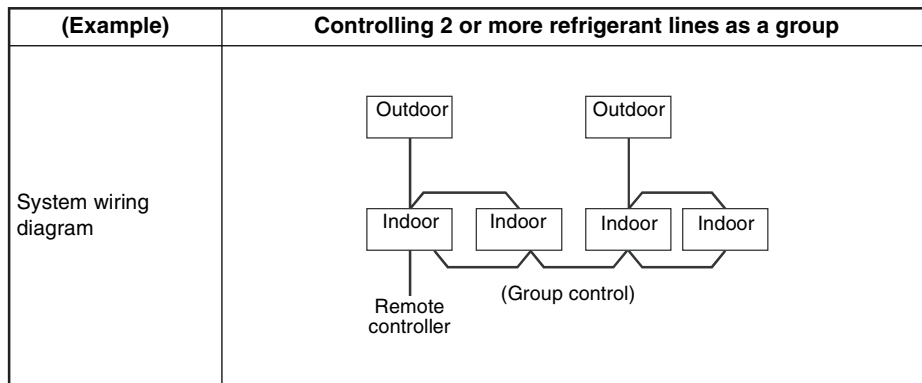 (Example)
Controlling 2 or more refrigerant lines as a group
System wiring
diagram
Outdoor
Outdoor
Indoor
Indoor
Indoor
Indoor
(Group control)
Remote
controller